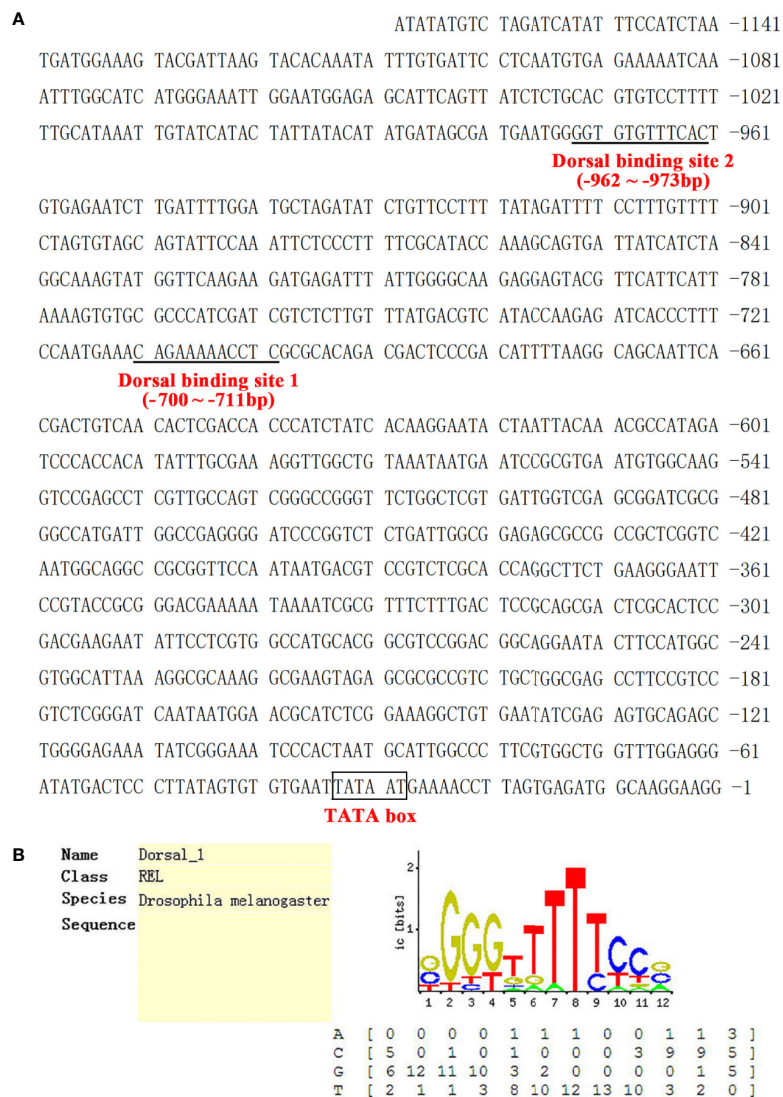 A
ATATATGTC TAGATCATAT TTCCATCTAA -1141
TGATGGAAAG TACGATTAAG TACACAAATA TTTGTGATTC CTCAATGTGA GAAAAATCAA -1081
ATTTGGCATC ATGGGAAATT GGAATGGAGA GCATTCAGTT ATCTCTGCAC GTGTCCTTTT -1021
TTGCATAAAT TGTATCATAC TATTATACAT ATGATAGCGA TGAATGGGGT GTGTTTCACT -961
Dorsal binding site 2
(-962 ~ -973bp)
GTGAGAATCT TGATTTTGGA TGCTAGATAT CTGTTCCTTT TATAGATTTT CCTTTGTTTT -901
CTAGTGTAGC AGTATTCCAA ATTCTCCCTT TTCGCATACC AAAGCAGTGA TTATCATCTA -841
GGCAAAGTAT GGTTCAAGAA GATGAGATTT ATTGGGGCAA GAGGAGTACG TTCATTCATT -781
AAAAGTGTGC GCCCATCGAT CGTCTCTTGT TTATGACGTC ATACCAAGAG ATCACCCTTT -721
CCAATGAAAC AGAAAAACCTC GCGCACAGA CGACTCCCGA CATTTTAAGG CAGCAATTCA -661
Dorsal binding site 1
(-700 ~ -711bp)
CGACTGTCAA CACTCGACCA CCCATCTATC ACAAGGAATA CTAATTACAA ACGCCATAGA -601
TCCCACCACA TATTTGCGAA AGGTTGGCTG TAAATAATGA ATCCGCGTGA ATGTGGCAAG -541
GTCCGAGCCT CGTTGCCAGT CGGGCCGGGT TCTGGCTCGT GATTGGTCGA GCGGATCGCG -481
GGCCATGATT GGCCGAGGGG ATCCCGGTCT CTGATTGGCG GAGAGCGCCG CCGCTCGGTC -421
AATGGCAGGC CGCGGTTCCA ATAATGACGT CCGTCTCGCA CCAGGCTTCT GAAGGGAATT -361
CCGTACCGCG GGACGAAAAA TAAAATCGCG TTTCTTTGAC TCCGCAGCGA CTCGCACTCC -301
GACGAAGAAT ATTCCTCGTG GCCATGCACG GCGTCCGGAC GGCAGGAATA CTTCCATGGC -241
GTGGCATTAA AGGCGCAAAG GCGAAGTAGA GCGCGCCGTC TGCTGGCGAG CCTTCCGTCC -181
GTCTCGGGAT CAATAATGGA ACGCATCTCG GAAAGGCTGT GAATATCGAG AGTGCAGAGC -121
TGGGGAGAAA TATCGGGAAA TCCCACTAAT GCATTGGCCC TTCGTGGCTG GTTTGGAGGG -61
ATATGACTCC CTTATAGTGT GTGAATTATA ATGAAAACCT TAGTGAGATG GCAAGGAAGG -1
TATA box
B
Name Dorsal_1
Class REL
Species Drosophila melanogaster
Sequence
ic [bits]
2
1
1 2 3 4 5 6 7 8 9 10 11 12
A [ 0 0 0 0 1 1 1 0 0 1 1 3 ]
C [ 5 0 1 0 1 0 0 0 3 9 9 5 ]
G [ 6 12 11 10 3 2 0 0 0 0 1 5 ]
T [ 2 1 1 3 8 10 12 13 10 3 2 0 ]